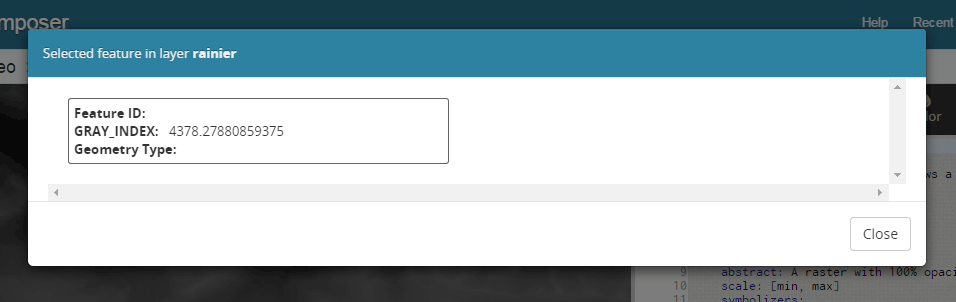 mposer
Help Recent
Selected feature in layer rainier
eo
Feature ID:
GRAY_INDEX: 4378.27880859375
Geometry Type:
lor
ws a
Close
9 abstract: A raster with 100% opaci
10 scale: [min, max]
11 symbolizers: